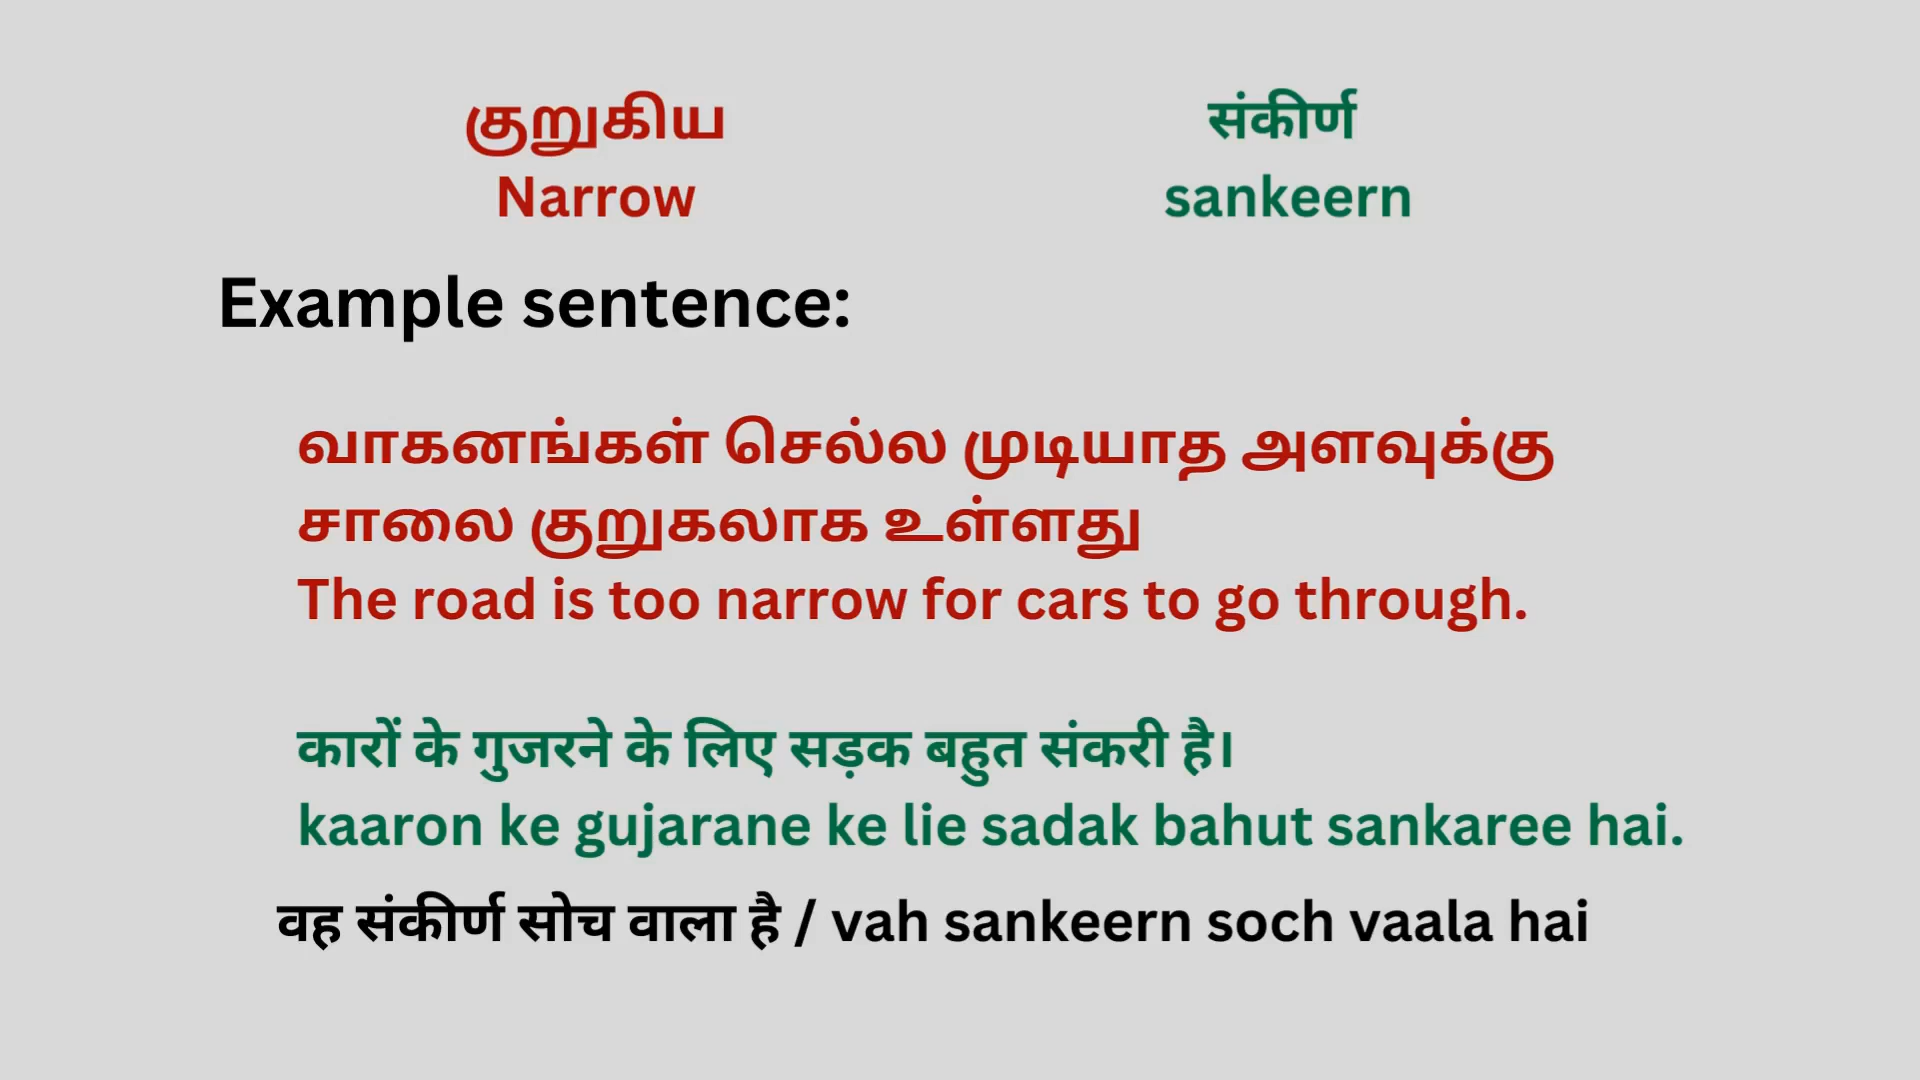 குறுகிய
Narrow
संकीर्ण
sankeern
Example sentence:
வாகனங்கள் செல்ல முடியாத அளவுக்கு
சாலை குறுகலாக உள்ளது
The road is too narrow for cars to go through.
कारों के गुजरने के लिए सड़क बहुत संकरी है।
kaaron ke gujarane ke lie sadak bahut sankaree hai.
वह संकीर्ण सोच वाला है / vah sankeern soch vaala hai